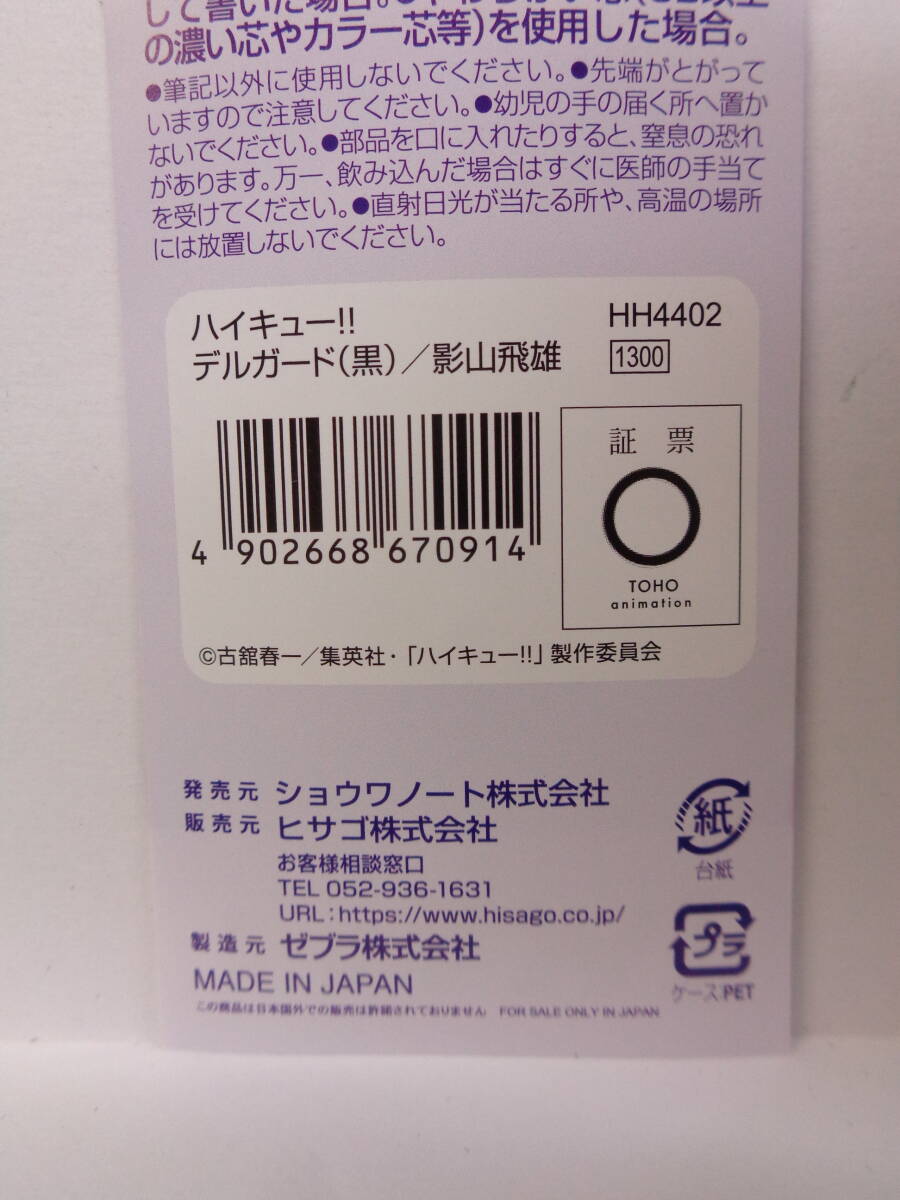 して書いた場合。
の濃い芯やカラー芯等)を使用した場合。
●筆記以外に使用しないでください。●先端がとがって
いますので注意してください。●幼児の手の届く所へ置か
ないでください。●部品を口に入れたりすると、窒息の恐れ
があります。万一、飲み込んだ場合はすぐに医師の手当て
を受けてください。●直射日光が当たる所や、高温の場所
には放置しないでください。
ハイキュー!!
デルガード(黒)／影山飛雄
HH4402
1300
証 票
TOHO
animation
4 902668 670914
©古舘春一／集英社・「ハイキュー!!」製作委員会
発売元 ショウワノート株式会社
販売元 ヒサゴ株式会社
お客様相談窓口
TEL 052-936-1631
URL:https://www.hisago.co.jp/
製造元 ゼブラ株式会社
MADE IN JAPAN
この商品は日本国外での販売は許諾されておりません FOR SALE ONLY IN JAPAN
紙
台紙
プラ
ケースPET